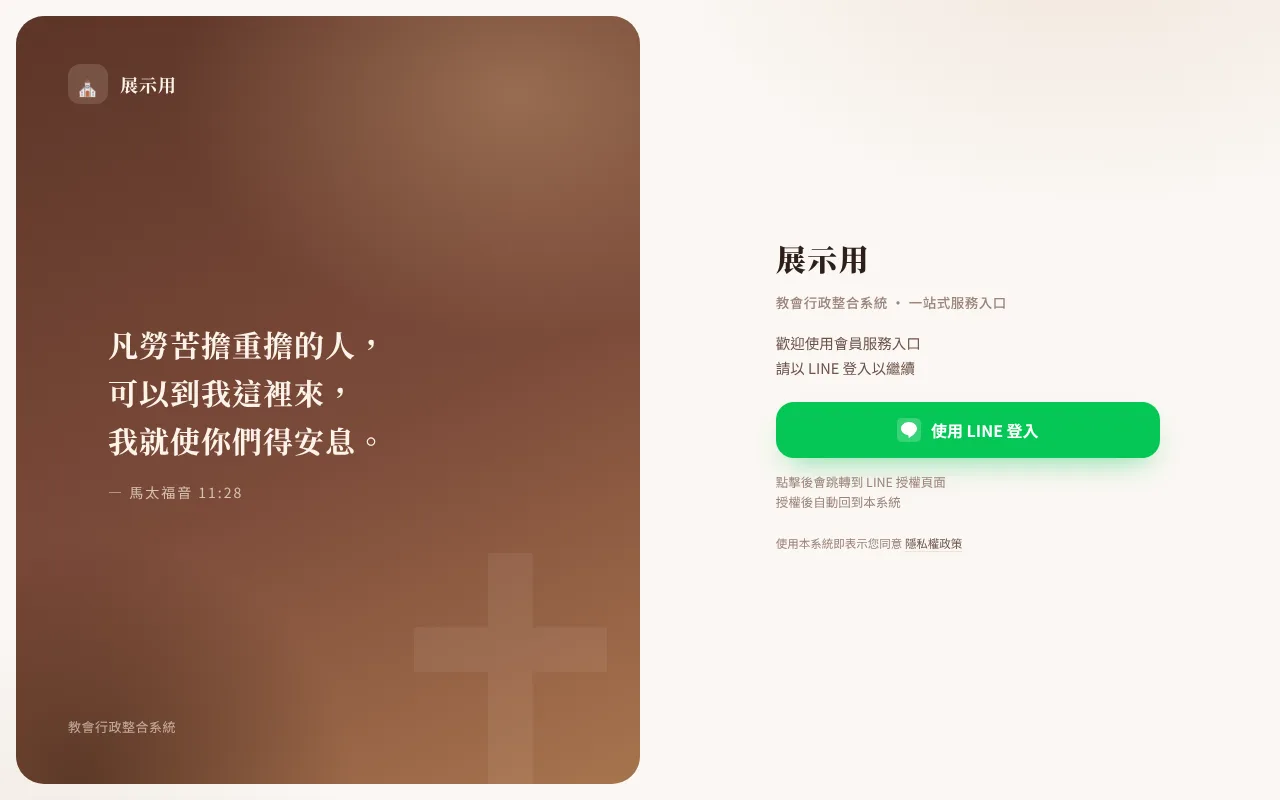 展示用
凡勞苦擔重擔的人，
可以到我這裡來，
我就使你們得安息。
— 馬太福音 11:28
教會行政整合系統
展示用
教會行政整合系統 · 一站式服務入口
歡迎使用會員服務入口
請以 LINE 登入以繼續
使用 LINE 登入
點擊後會跳轉到 LINE 授權頁面
授權後自動回到本系統
使用本系統即表示您同意 隱私權政策